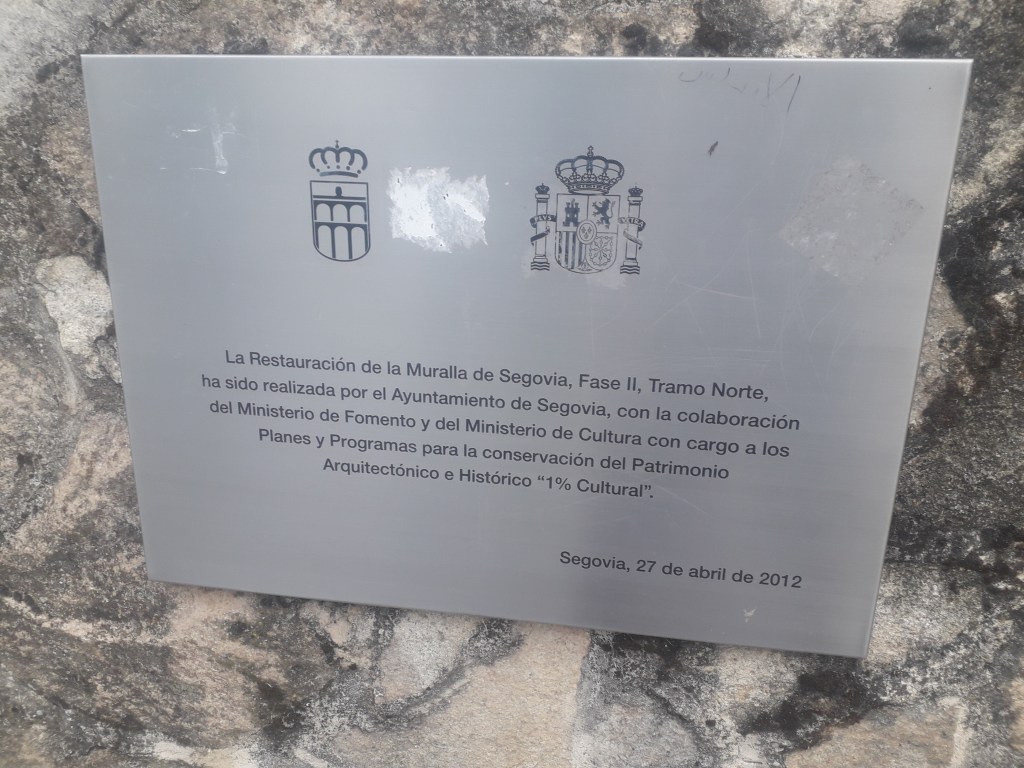 La Restauración de la Muralla de Segovia, Fase II, Tramo Norte,
ha sido realizada por el Ayuntamiento de Segovia, con la colaboración
del Ministerio de Fomento y del Ministerio de Cultura con cargo a los
Planes y Programas para la conservación del Patrimonio
Arquitectónico e Histórico “1% Cultural”.
Segovia, 27 de abril de 2012